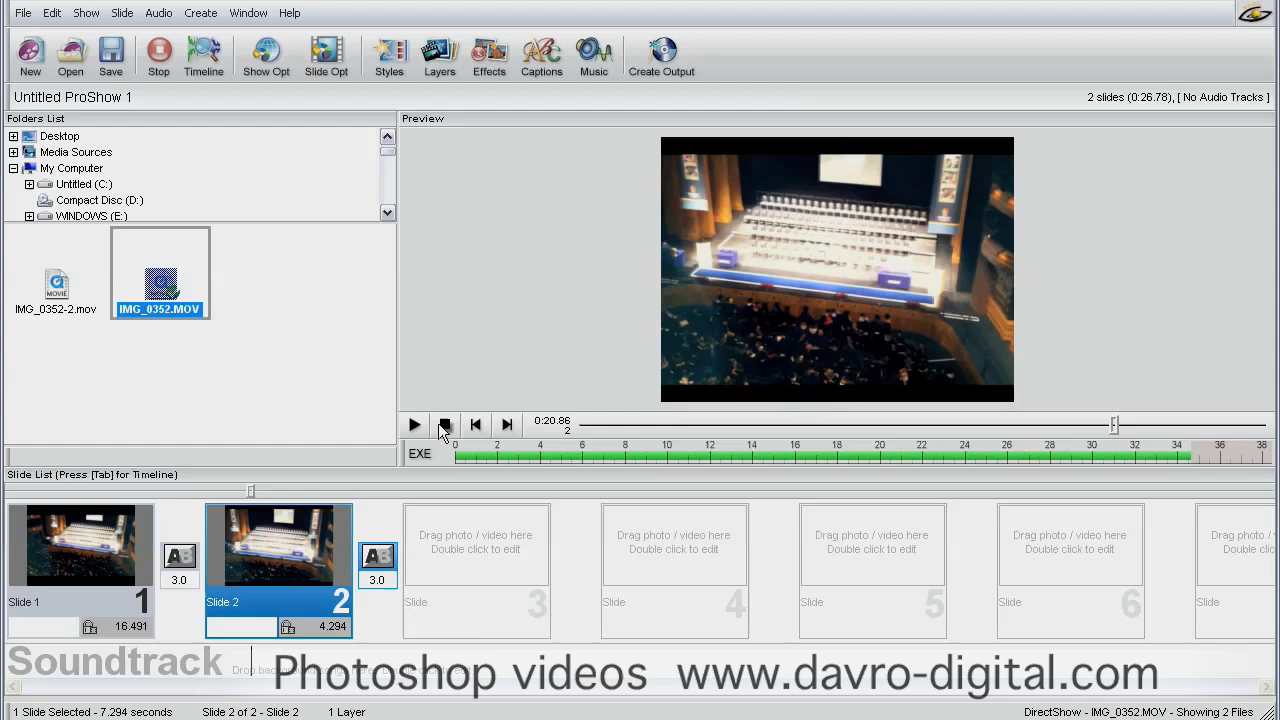 File Edit Show Slide Audio Create Window Help
New Open Save Stop Timeline Show Opt Slide Opt Styles Layers Effects Captions Music Create Output
Untitled ProShow 1
2 slides (0:26.78), [ No Audio Tracks ]
Folders List
Preview
Desktop
Media Sources
My Computer
Untitled (C:)
Compact Disc (D:)
WINDOWS (E:)
MOVIE
IMG_0352-2.mov IMG_0352.MOV
0:20.86
2
EXE 0 2 4 6 8 10 12 14 16 18 20 22 24 26 28 30 32 34 36 38
Slide List (Press [Tab] for Timeline)
Drag photo / video here
Double click to edit
Drag photo / video here
Double click to edit
Drag photo / video here
Double click to edit
Drag photo / video here
Double click to edit
AB AB
3.0 3.0
Slide 1 1 Slide 2 2 Slide 3 Slide 4 Slide 5 Slide 6 Slide
16.491 4.294
Soundtrack
Photoshop videos www.davro-digital.com
1 Slide Selected - 7.294 seconds Slide 2 of 2 - Slide 2 1 Layer DirectShow - IMG_0352.MOV - Showing 2 Files